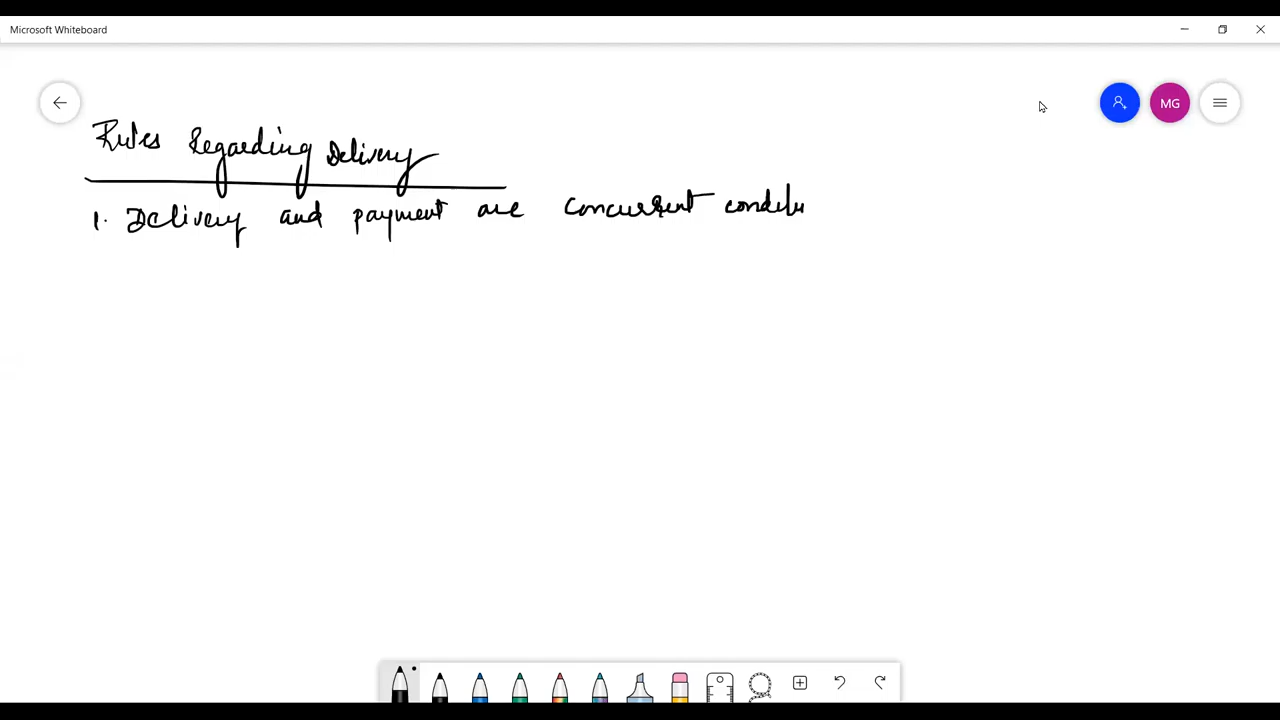 Microsoft Whiteboard
MG
Rules Regarding Delivery
1. Delivery and payment are concurrent